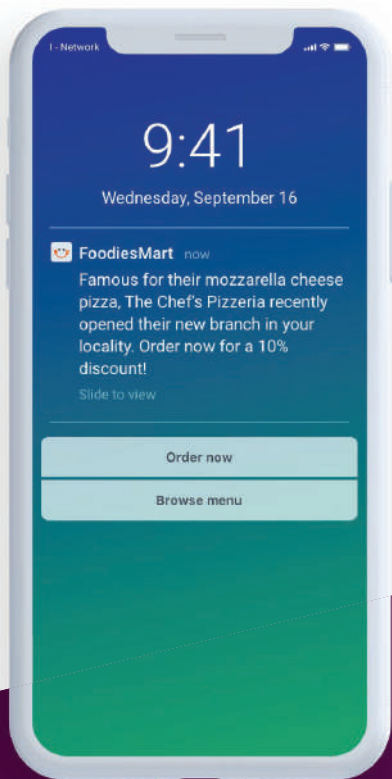 I - Network
9:41
Wednesday, September 16
FoodiesMart now
Famous for their mozzarella cheese
pizza, The Chef's Pizzeria recently
opened their new branch in your
locality. Order now for a 10%
discount!
Slide to view
Order now
Browse menu